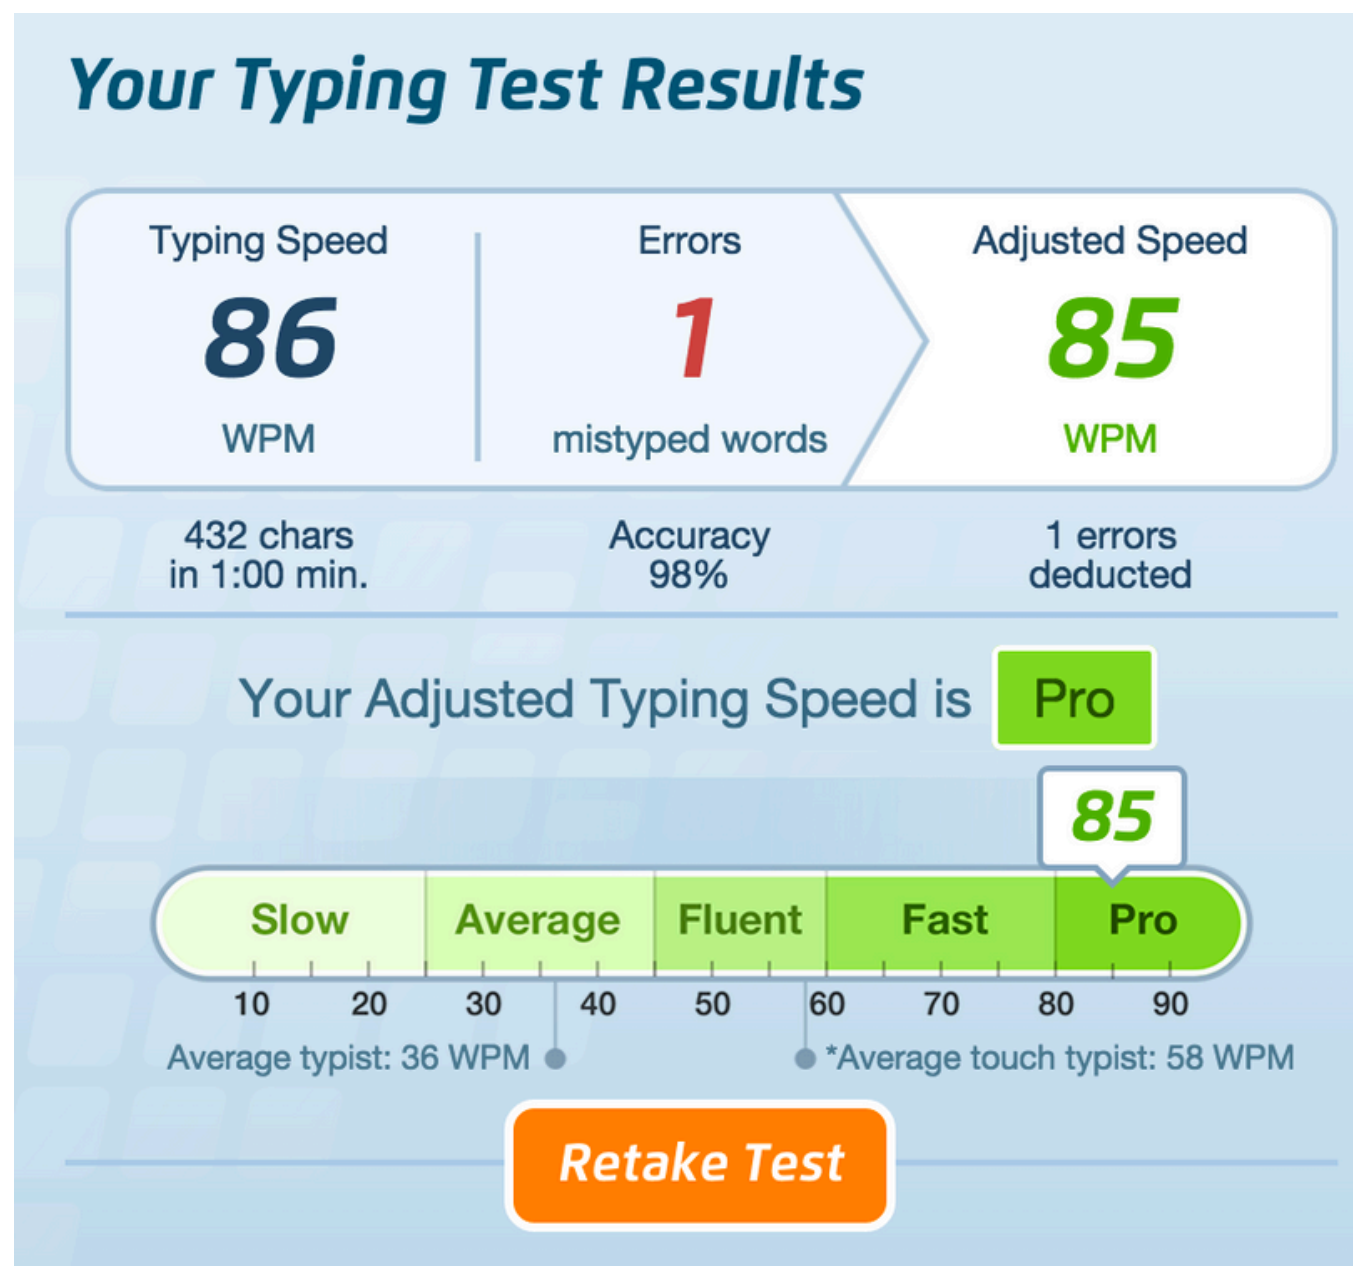 Your Typing Test Results
Typing Speed
Errors
Adjusted Speed
86
1
85
WPM
mistyped words
WPM
432 chars
in 1:00 min.
Accuracy
98%
1 errors
deducted
Your Adjusted Typing Speed is Pro
85
Slow Average Fluent Fast Pro
10 20 30 40 50 60 70 80 90
Average typist: 36 WPM
*Average touch typist: 58 WPM
Retake Test